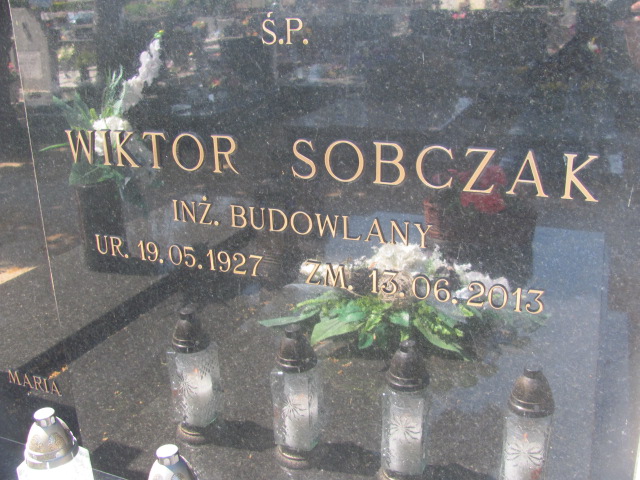 Ś.P.
WIKTOR SOBCZAK
INŻ. BUDOWLANY
UR. 19.05.1927 ZM. 13.06.2013
MARIA